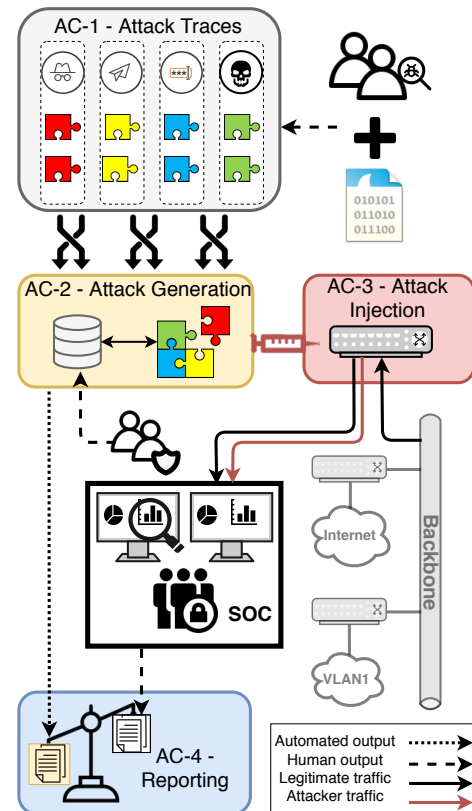 AC-1 - Attack Traces
***
010101
011010
011100
AC-2 - Attack Generation
AC-3 - Attack
Injection
Internet
Backbone
SOC
VLAN1
AC-4 -
Reporting
Automated output
Human output
Legitimate traffic
Attacker traffic